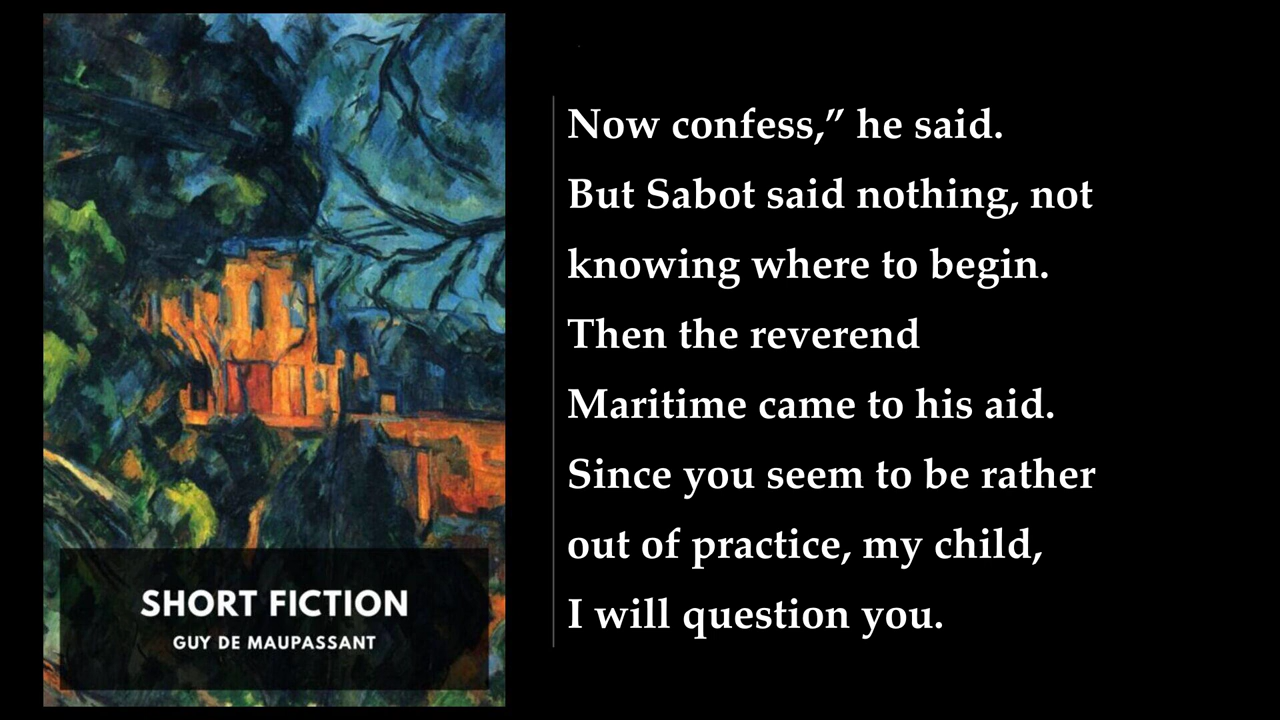 SHORT FICTION
GUY DE MAUPASSANT
Now confess,” he said.
But Sabot said nothing, not
knowing where to begin.
Then the reverend
Maritime came to his aid.
Since you seem to be rather
out of practice, my child,
I will question you.